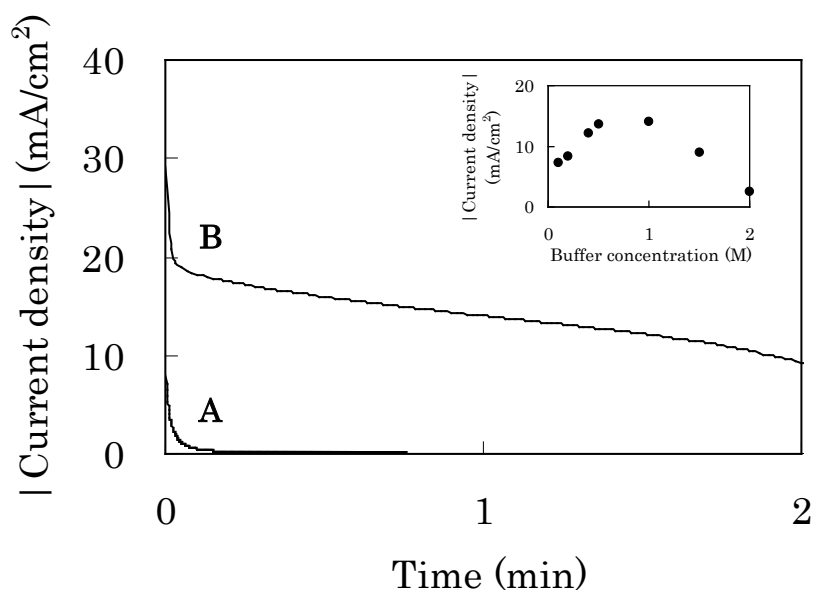 |Current density| (mA/cm²)
40
30
20
10
0
B
A
0
1
2
Time (min)
|Current density|
(mA/cm²)
20
10
0
0
1
2
Buffer concentration (M)